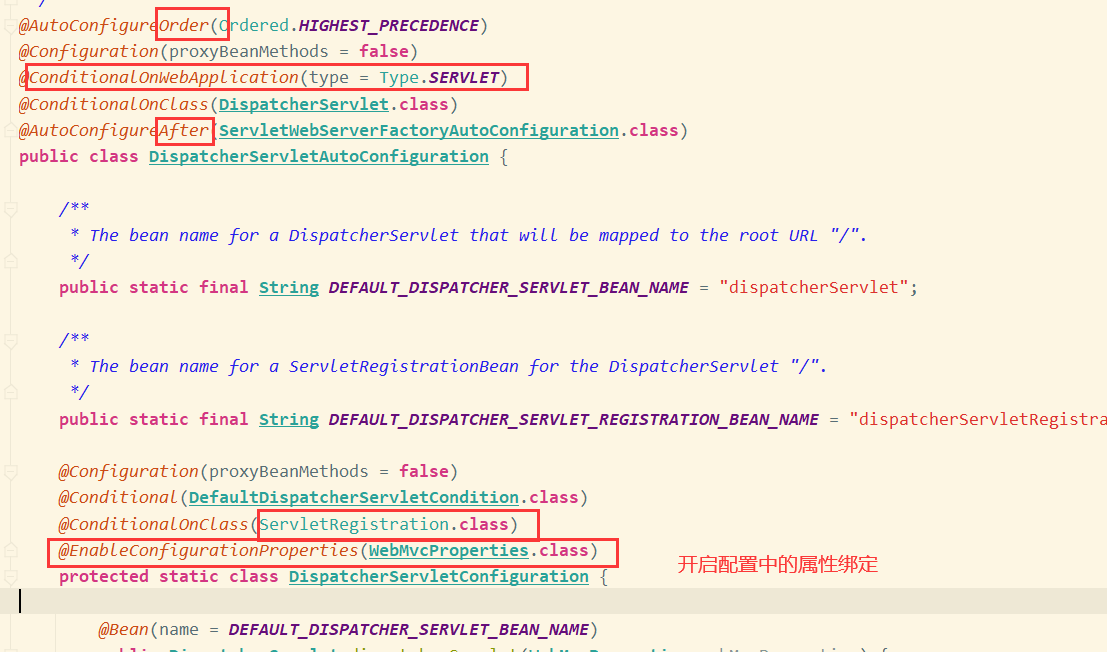 */
@AutoConfigureOrder(Ordered.HIGHEST_PRECEDENCE)
@Configuration(proxyBeanMethods = false)
@ConditionalOnWebApplication(type = Type.SERVLET)
@ConditionalOnClass(DispatcherServlet.class)
@AutoConfigureAfter(ServletWebServerFactoryAutoConfiguration.class)
public class DispatcherServletAutoConfiguration {
/**
* The bean name for a DispatcherServlet that will be mapped to the root URL "/".
*/
public static final String DEFAULT_DISPATCHER_SERVLET_BEAN_NAME = "dispatcherServlet";
/**
* The bean name for a ServletRegistrationBean for the DispatcherServlet "/".
*/
public static final String DEFAULT_DISPATCHER_SERVLET_REGISTRATION_BEAN_NAME = "dispatcherServletRegistra
@Configuration(proxyBeanMethods = false)
@Conditional(DefaultDispatcherServletCondition.class)
@ConditionalOnClass(ServletRegistration.class)
@EnableConfigurationProperties(WebMvcProperties.class)
开启配置中的属性绑定
protected static class DispatcherServletConfiguration {
@Bean(name = DEFAULT_DISPATCHER_SERVLET_BEAN_NAME)